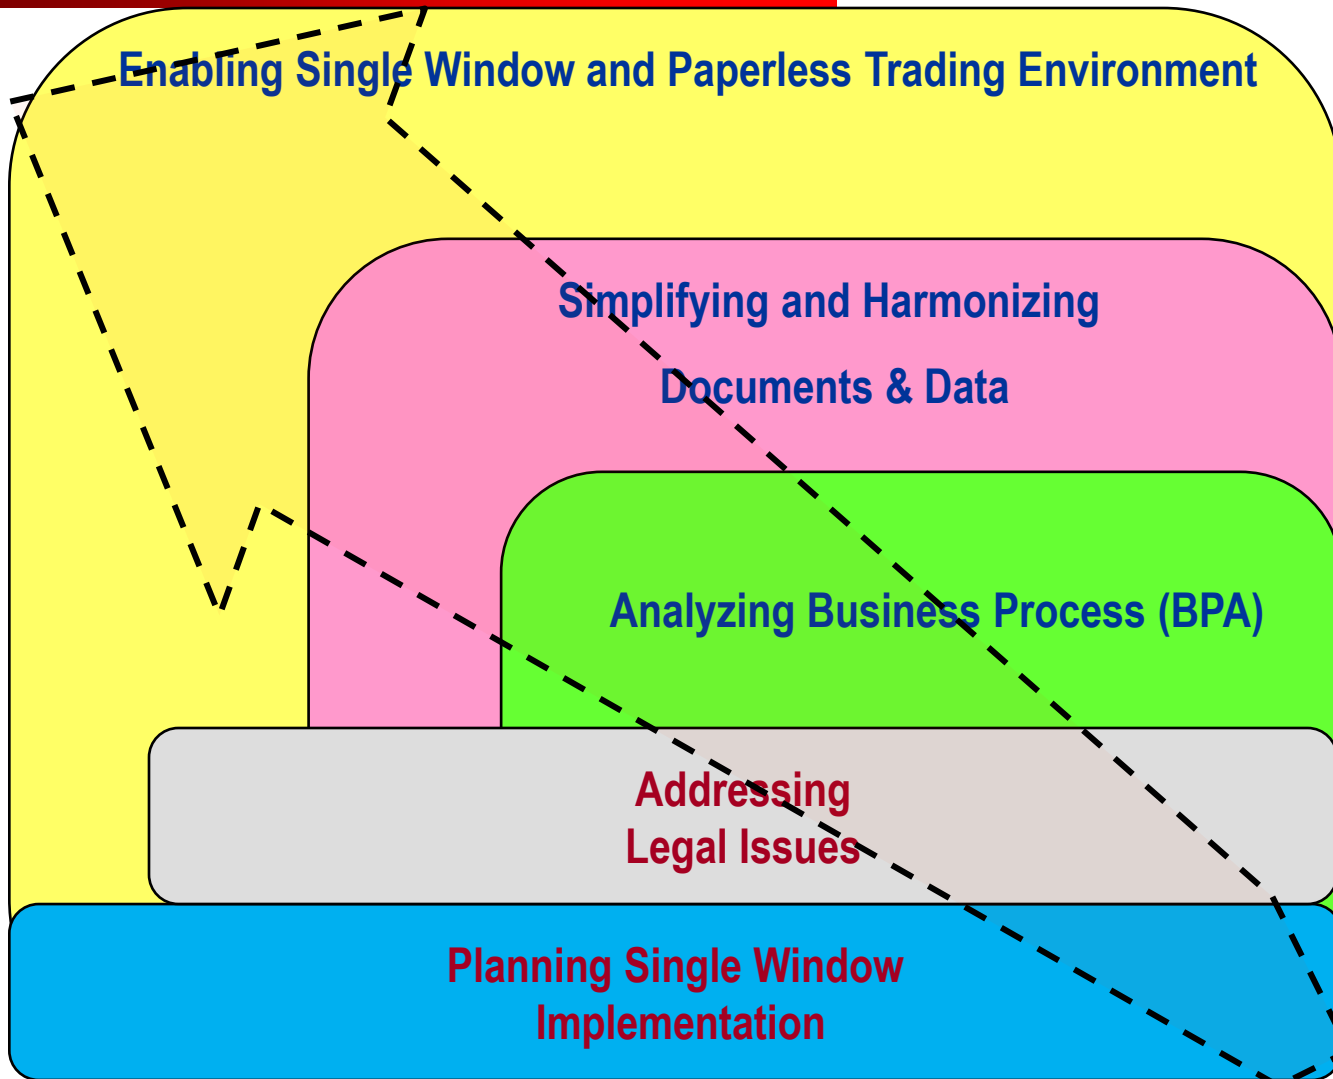 Enabling Single Window and Paperless Trading Environment
Simplifying and Harmonizing
Documents & Data
Analyzing Business Process (BPA)
Addressing
Legal Issues
Planning Single Window
Implementation